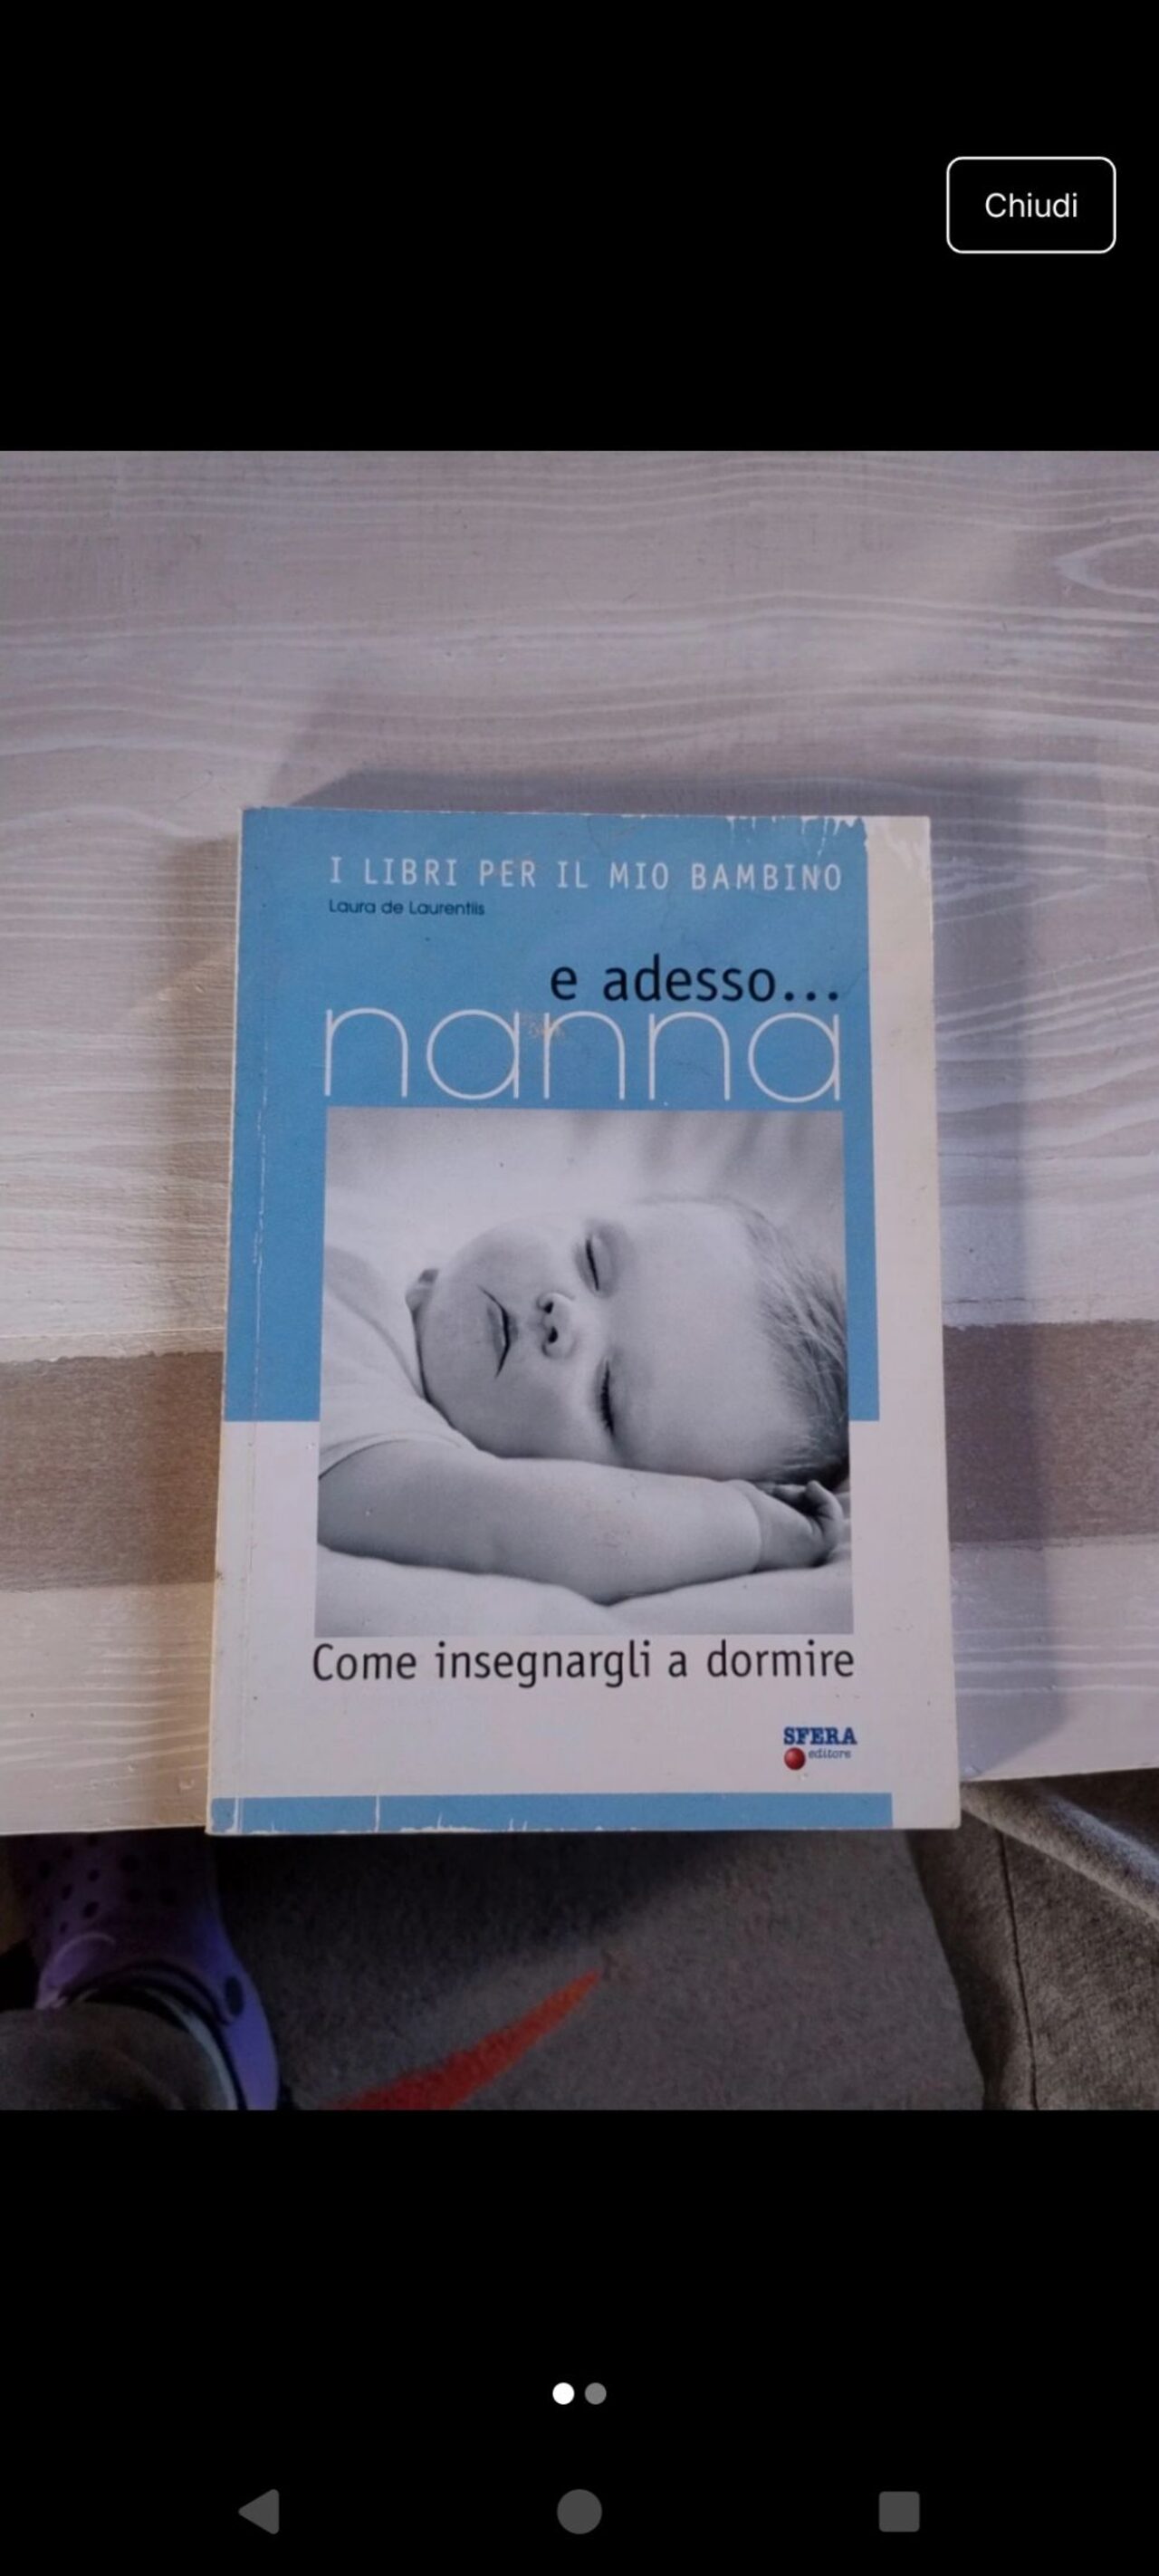 Chiudi
I LIBRI PER IL MIO BAMBINO
Laura de Laurentiis
e adesso...
nanna
Come insegnargli a dormire
SFERA
editore